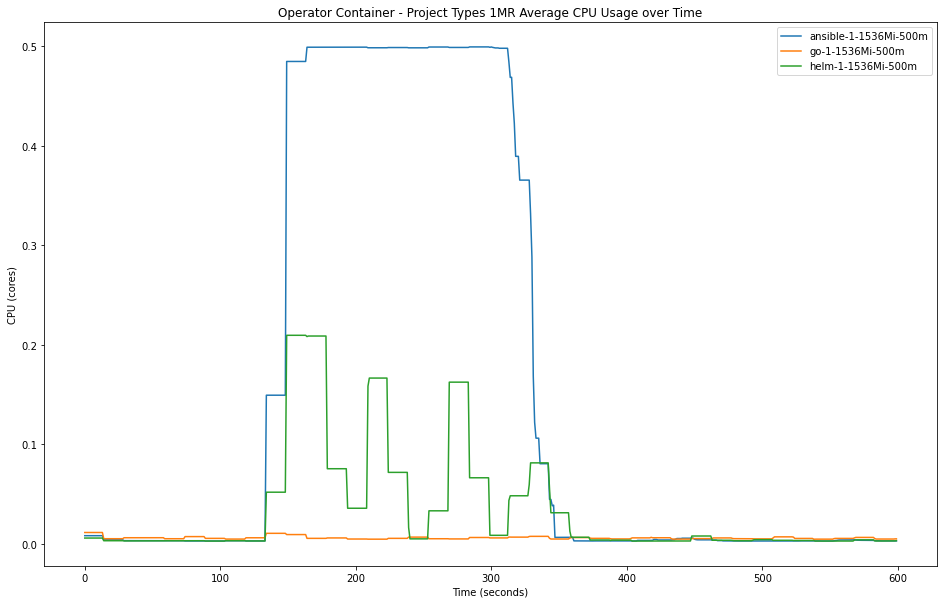 Operator Container - Project Types 1MR Average CPU Usage over Time
ansible-1-1536Mi-500m
go-1-1536Mi-500m
helm-1-1536Mi-500m
CPU (cores)
0.5
0.4
0.3
0.2
0.1
0.0
0 100 200 300 400 500 600
Time (seconds)